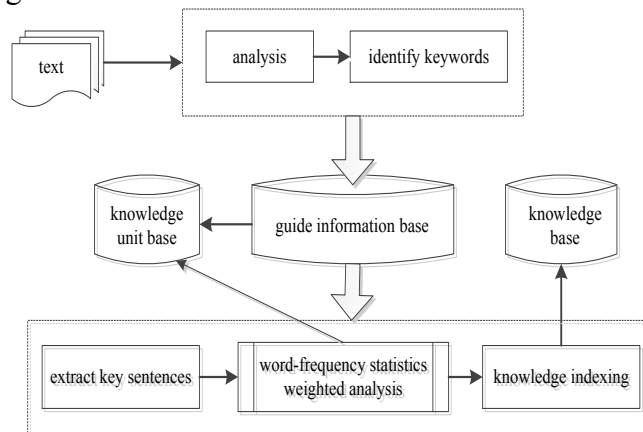 text
analysis
identify keywords
knowledge
unit base
guide information base
knowledge
base
extract key sentences
word-frequency statistics
weighted analysis
knowledge indexing